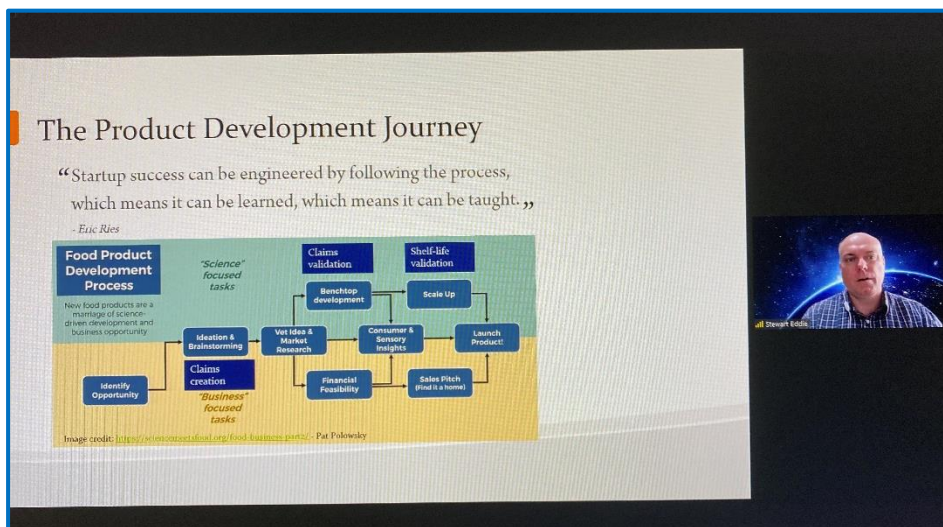 The Product Development Journey
“Startup success can be engineered by following the process,
which means it can be learned, which means it can be taught.”
- Eric Ries
Food Product
Development
Process
New food products are a
marriage of science-
driven development and
business opportunity
"Science"
focused
tasks
Claims
validation
Shelf-life
validation
Benchtop
development
Scale Up
Ideation &
Brainstorming
Vet Idea &
Market
Research
Consumer &
Sensory
Insights
Launch
Product!
Claims
creation
Identify
Opportunity
Financial
Feasibility
Sales Pitch
(Find it a home)
"Business"
focused
tasks
Image credit: - Pat Polowsky
Stewart Eddie